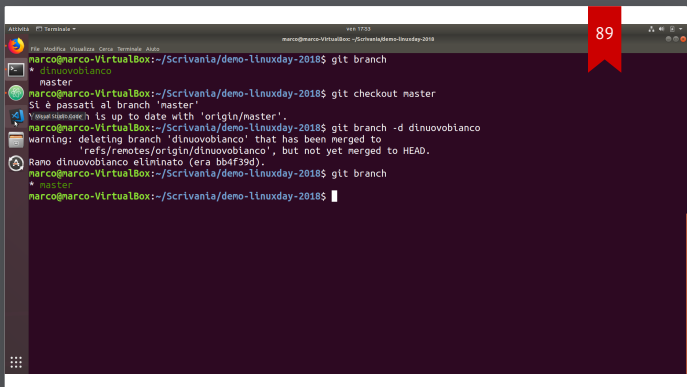 Attività Terminale ven 17:53
89
marco@marco-VirtualBox: ~/Scrivania/demo-linuxday-2018
File Modifica Visualizza Cerca Terminale Aiuto
marco@marco-VirtualBox:~/Scrivania/demo-linuxday-2018$ git branch
* dinuovobianco
master
marco@marco-VirtualBox:~/Scrivania/demo-linuxday-2018$ git checkout master
Si è passati al branch 'master'
Y Visual Studio Code h is up to date with 'origin/master'.
marco@marco-VirtualBox:~/Scrivania/demo-linuxday-2018$ git branch -d dinuovobianco
warning: deleting branch 'dinuovobianco' that has been merged to
'refs/remotes/origin/dinuovobianco', but not yet merged to HEAD.
Ramo dinuovobianco eliminato (era bb4f39d).
marco@marco-VirtualBox:~/Scrivania/demo-linuxday-2018$ git branch
* master
marco@marco-VirtualBox:~/Scrivania/demo-linuxday-2018$